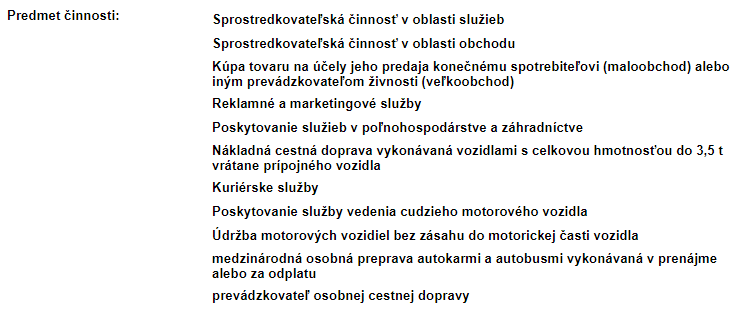 Predmet činnosti:
Sprostredkovateľská činnosť v oblasti služieb
Sprostredkovateľská činnosť v oblasti obchodu
Kúpa tovaru na účely jeho predaja konečnému spotrebiteľovi (maloobchod) alebo
iným prevádzkovateľom živnosti (veľkoobchod)
Reklamné a marketingové služby
Poskytovanie služieb v poľnohospodárstve a záhradníctve
Nákladná cestná doprava vykonávaná vozidlami s celkovou hmotnosťou do 3,5 t
vrátane prípojného vozidla
Kuriérske služby
Poskytovanie služby vedenia cudzieho motorového vozidla
Údržba motorových vozidiel bez zásahu do motorickej časti vozidla
medzinárodná osobná preprava autokarmi a autobusmi vykonávaná v prenájme
alebo za odplatu
prevádzkovateľ osobnej cestnej dopravy